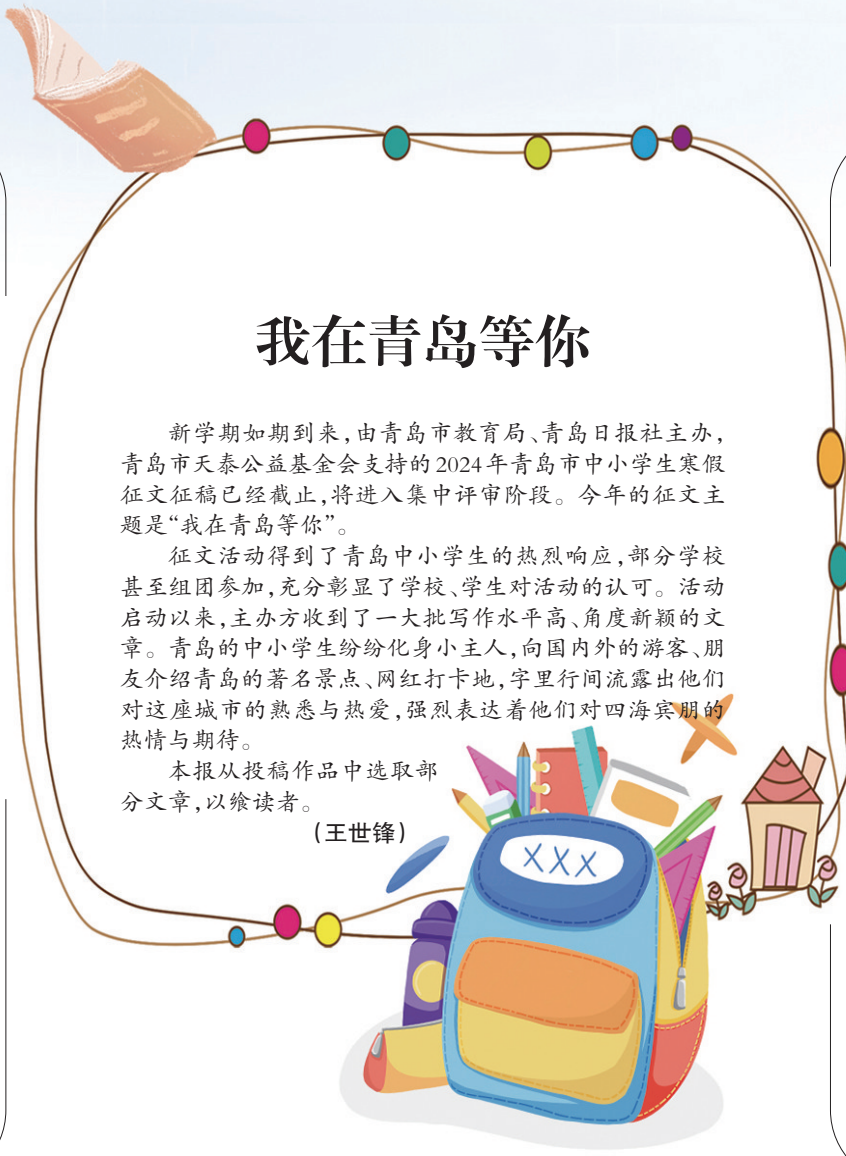 我在青岛等你
新学期如期到来，由青岛市教育局、青岛日报社主办，
青岛市天泰公益基金会支持的2024年青岛市中小学生寒假
征文征稿已经截止，将进入集中评审阶段。今年的征文主
题是“我在青岛等你”。
征文活动得到了青岛中小学生的热烈响应，部分学校
甚至组团参加，充分彰显了学校、学生对活动的认可。活动
启动以来，主办方收到了一大批写作水平高、角度新颖的文
章。青岛的中小学生纷纷化身小主人，向国内外的游客、朋
友介绍青岛的著名景点、网红打卡地，字里行间流露出他们
对这座城市的熟悉与热爱，强烈表达着他们对四海宾朋的
热情与期待。
本报从投稿作品中选取部
分文章，以飨读者。
（王世锋）
XXX